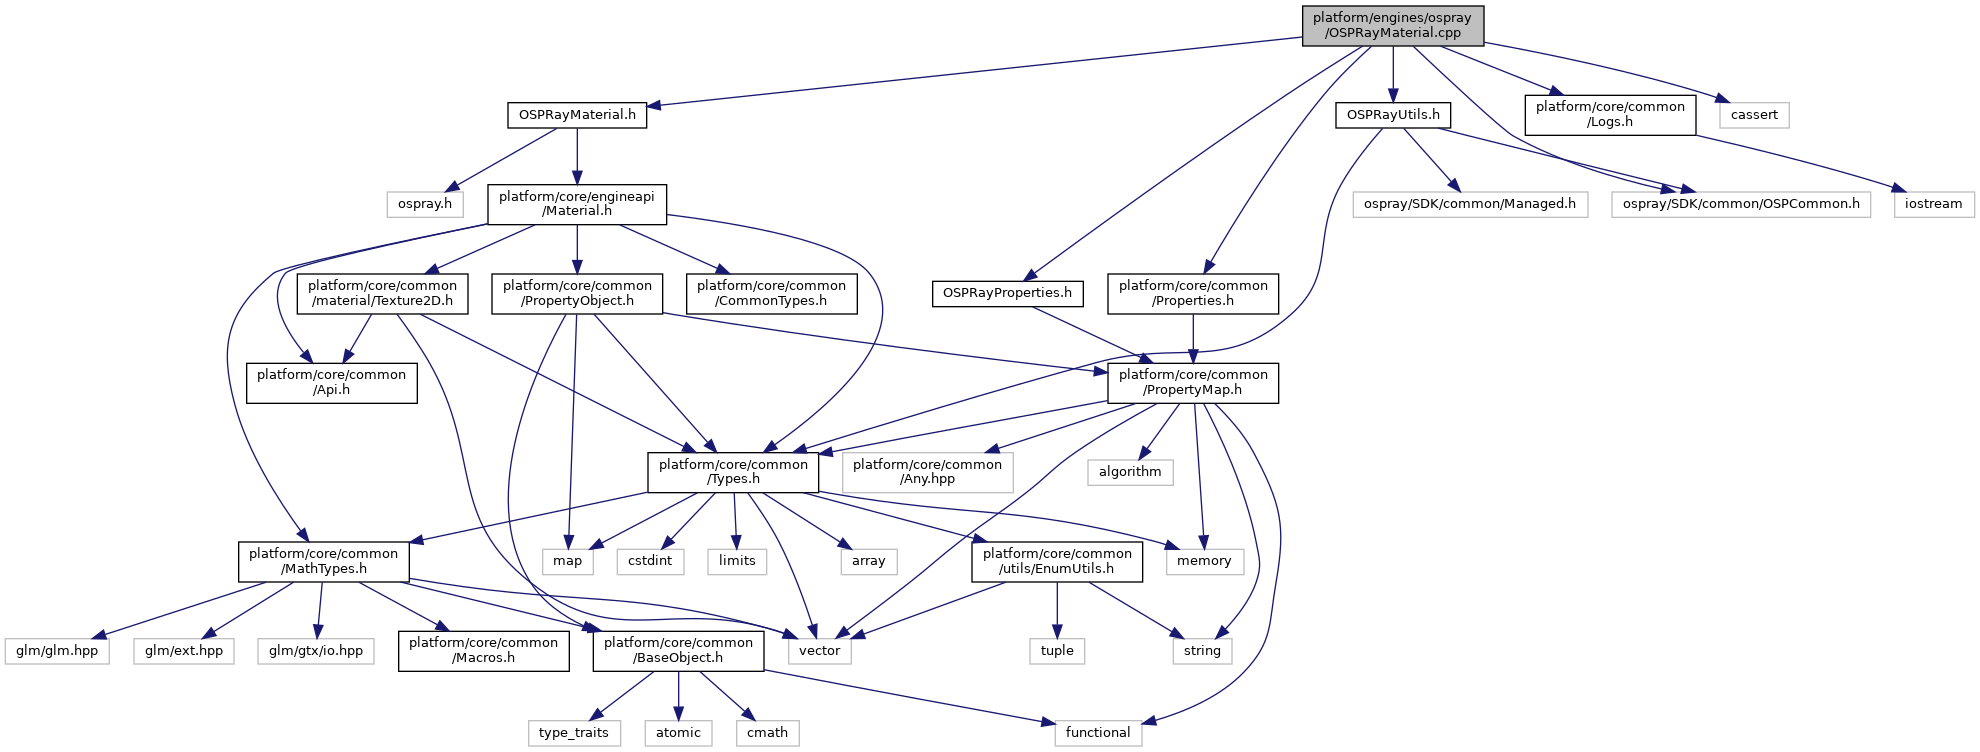 platform/engines/ospray
/OSPRayMaterial.cpp
OSPRayMaterial.h
OSPRayUtils.h
platform/core/common
/Logs.h
cassert
ospray.h
platform/core/engineapi
/Material.h
ospray/SDK/common/Managed.h
ospray/SDK/common/OSPCommon.h
iostream
platform/core/common
/material/Texture2D.h
platform/core/common
/PropertyObject.h
platform/core/common
/CommonTypes.h
OSPRayProperties.h
platform/core/common
/Properties.h
platform/core/common
/Api.h
platform/core/common
/PropertyMap.h
platform/core/common
/Types.h
platform/core/common
/Any.hpp
algorithm
platform/core/common
/MathTypes.h
map
cstdint
limits
array
platform/core/common
/utils/EnumUtils.h
memory
glm/glm.hpp
glm/ext.hpp
glm/gtx/io.hpp
platform/core/common
/Macros.h
platform/core/common
/BaseObject.h
vector
tuple
string
type_traits
atomic
cmath
functional